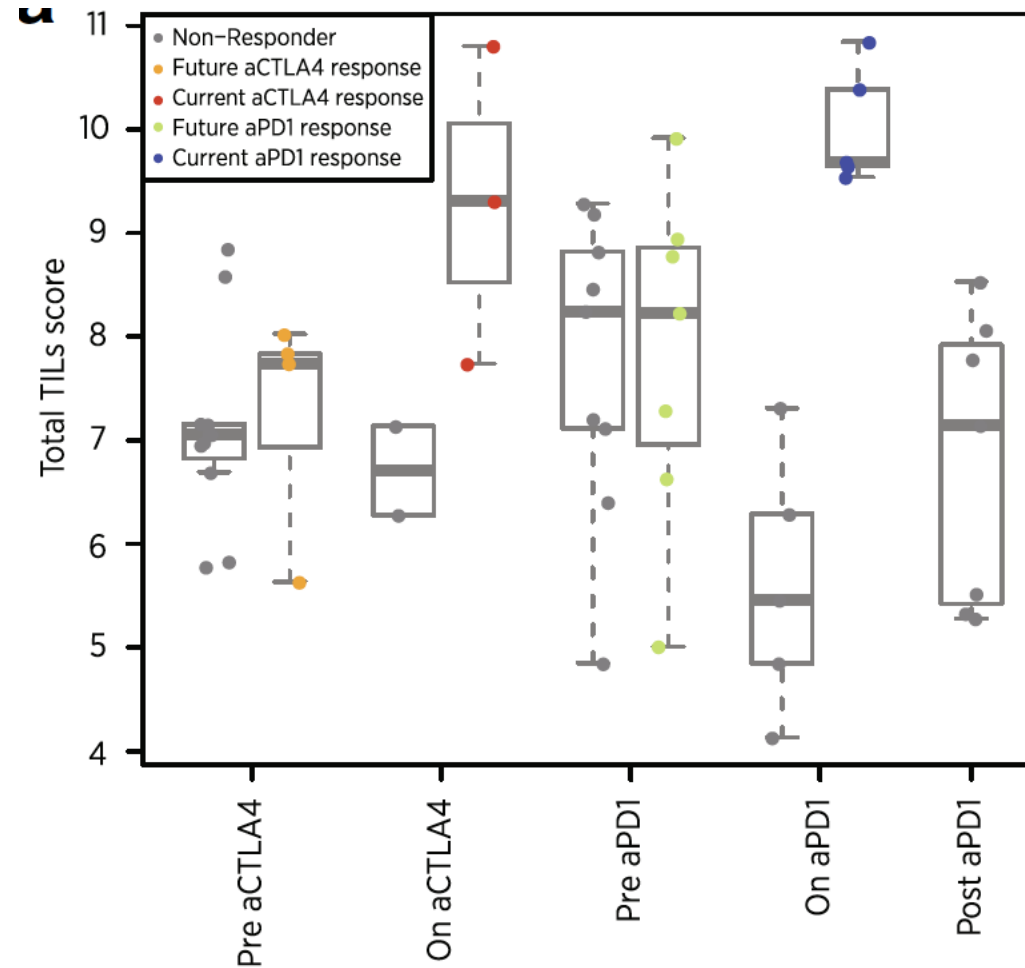 a
Non-Responder
Future aCTLA4 response
Current aCTLA4 response
Future aPD1 response
Current aPD1 response
Total TILs score
11
10
9
8
7
6
5
4
Pre aCTLA4
On aCTLA4
Pre aPD1
On aPD1
Post aPD1